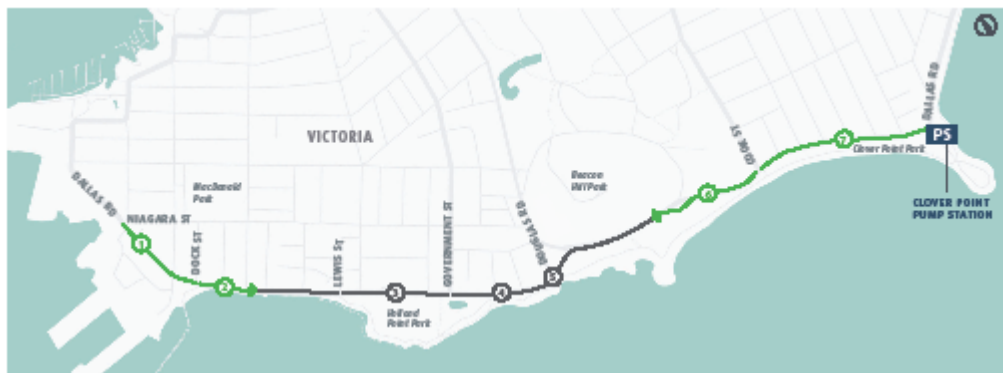 VICTORIA
DALLAS RD
MacDonald
Park
NIAGARA ST
DOCK ST
1
2
LEWIS ST
3
Holland
Point Park
GOVERNMENT ST
4
DOUGLAS RD
5
Beacon
Hill Park
6
COOK ST
7
Clover Point Park
DALLAS RD
PS
CLOVER POINT
PUMP STATION